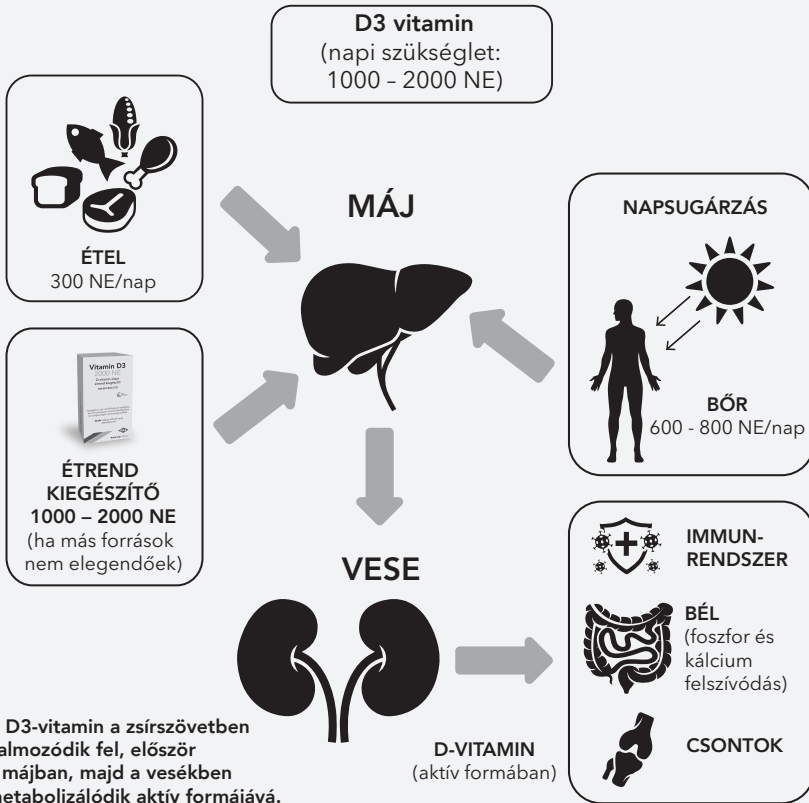 D3 vitamin
(napi szükséglet:
1000 – 2000 NE)
ÉTEL
300 NE/nap
MÁJ
NAPSUGÁRZÁS
BŐR
600 - 800 NE/nap
Vitamin D3
2000 NE
ÉTREND
KIEGÉSZÍTŐ
1000 – 2000 NE
(ha más források
nem elegendőek)
VESE
IMMUN-
RENDSZER
BÉL
(foszfor és
kálcium
felszívódás)
CSONTOK
D-VITAMIN
(aktív formában)
D3-vitamin a zsírszövetben
almozódik fel, először
májban, majd a vesékben
etabolizálódik aktív formájává.